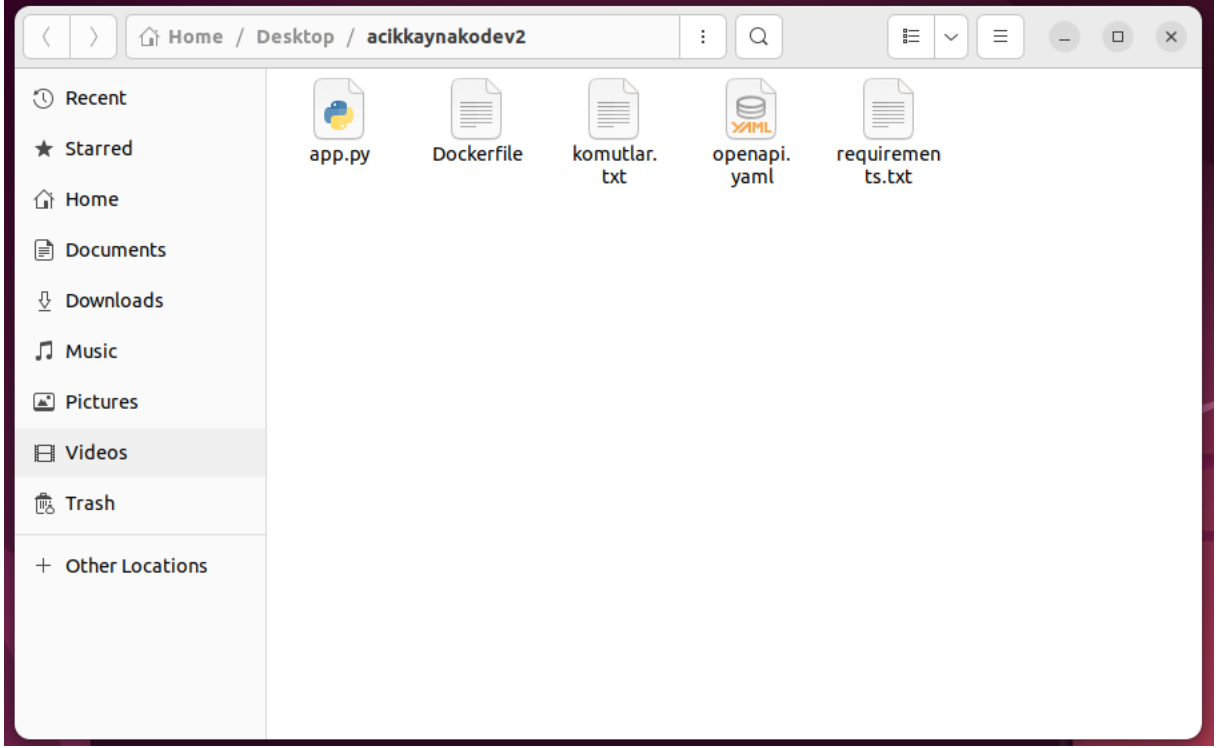 Home / Desktop / acikkaynakodev2
Recent
Starred
Home
Documents
Downloads
Music
Pictures
Videos
Trash
+ Other Locations
app.py
Dockerfile
komutlar.
txt
YAML
openapi.
yaml
requiremen
ts.txt